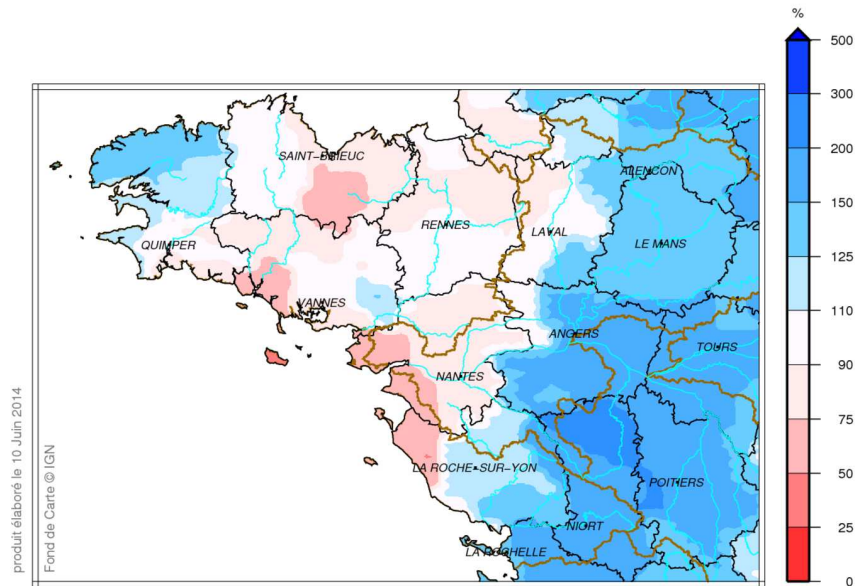 %
500
300
200
150
125
110
90
75
50
25
0
SAINT-BRIEUC
ALENCON
QUIMPER
RENNES
LAVAL
LE MANS
VANNES
ANGERS
TOURS
NANTES
LA ROCHE-SUR-YON
POITIERS
NIORT
LA ROCHELLE
produit élaboré le 10 Juin 2014
Fond de Carte © IGN